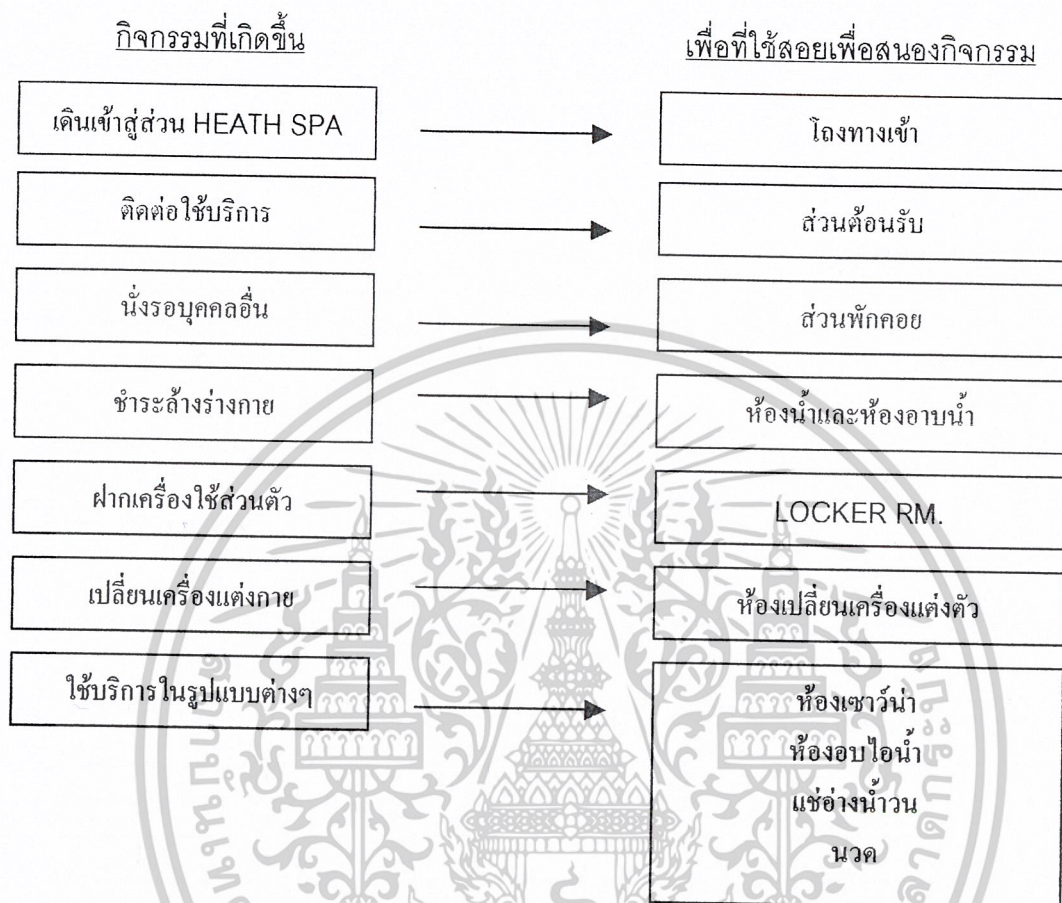 กิจกรรมที่เกิดขึ้น
เพื่อที่ใช้สอยเพื่อสนองกิจกรรม
เดินเข้าสู่ส่วน HEATH SPA
โถงทางเข้า
ติดต่อใช้บริการ
ส่วนต้อนรับ
นั่งรอบุคคลอื่น
ส่วนพักคอย
ชำระล้างร่างกาย
ห้องน้ำและห้องอาบน้ำ
ฝากเครื่องใช้ส่วนตัว
LOCKER RM.
เปลี่ยนเครื่องแต่งกาย
ห้องเปลี่ยนเครื่องแต่งตัว
ใช้บริการในรูปแบบต่างๆ
ห้องเซาว์น่า
ห้องอบไอน้ำ
แช่อ่างน้ำวน
นวด